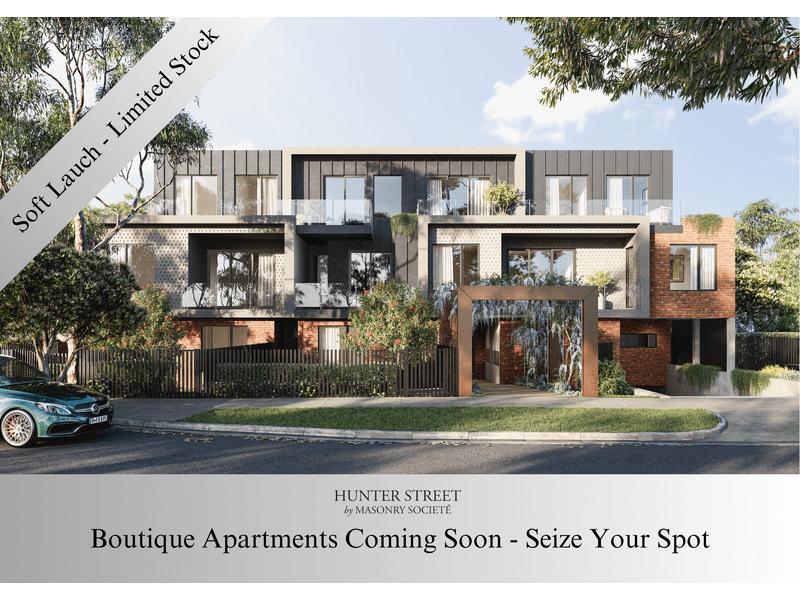 Soft Lauch - Limited Stock
HUNTER STREET
by MASONRY SOCIETÉ
Boutique Apartments Coming Soon - Seize Your Spot